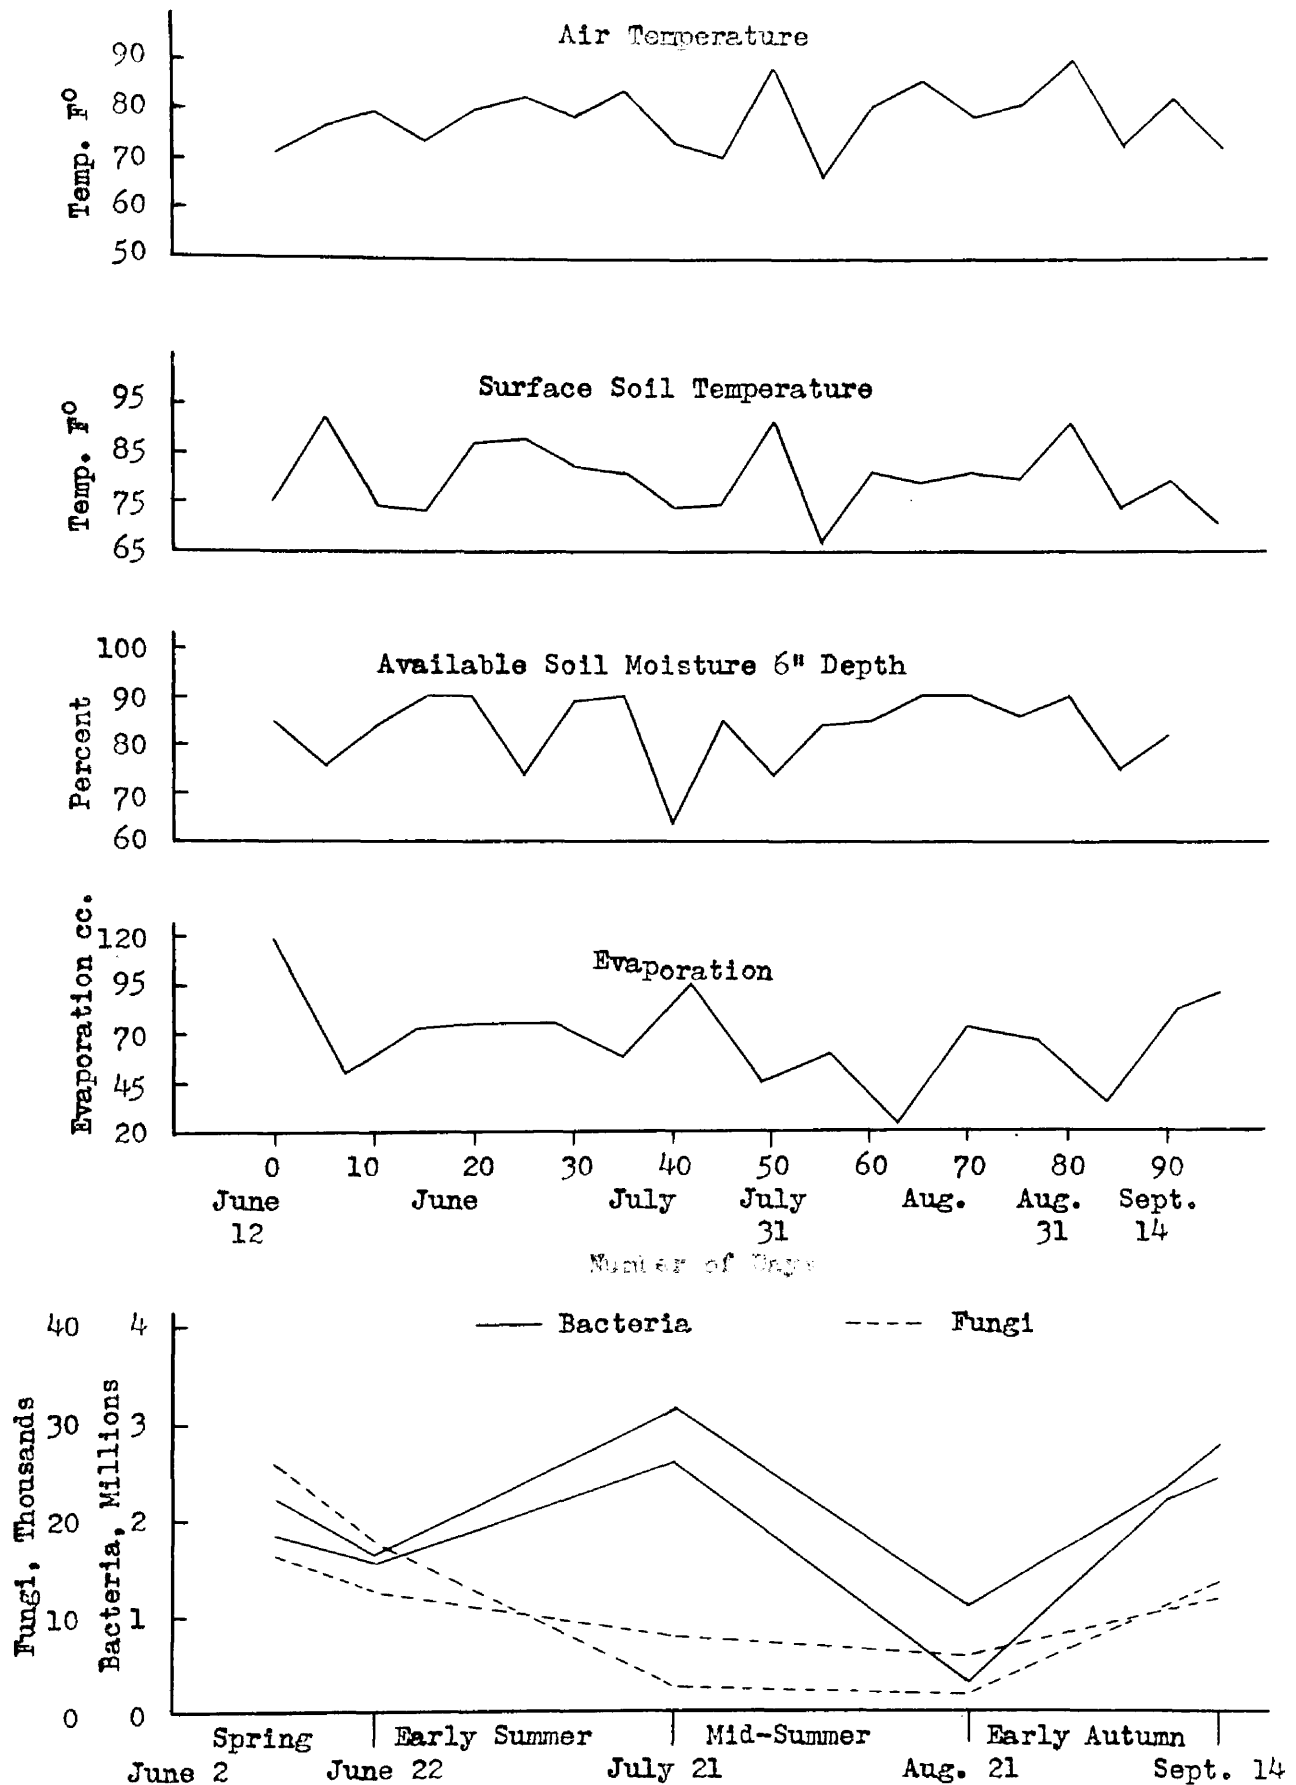 Air Temperature
90
80
70
60
50
Temp. F°
Surface Soil Temperature
95
85
75
65
Temp. F°
Available Soil Moisture 6" Depth
100
90
80
70
60
Percent
Evaporation
120
95
70
45
20
Evaporation cc.
0 10 20 30 40 50 60 70 80 90
June June July July Aug. Aug. Sept.
12 31 31 14
Number of Days
Bacteria Fungi
40 4
30 3
20 2
10 1
0 0
Fungi, Thousands
Bacteria, Millions
Spring Early Summer Mid-Summer Early Autumn
June 2 June 22 July 21 Aug. 21 Sept. 14